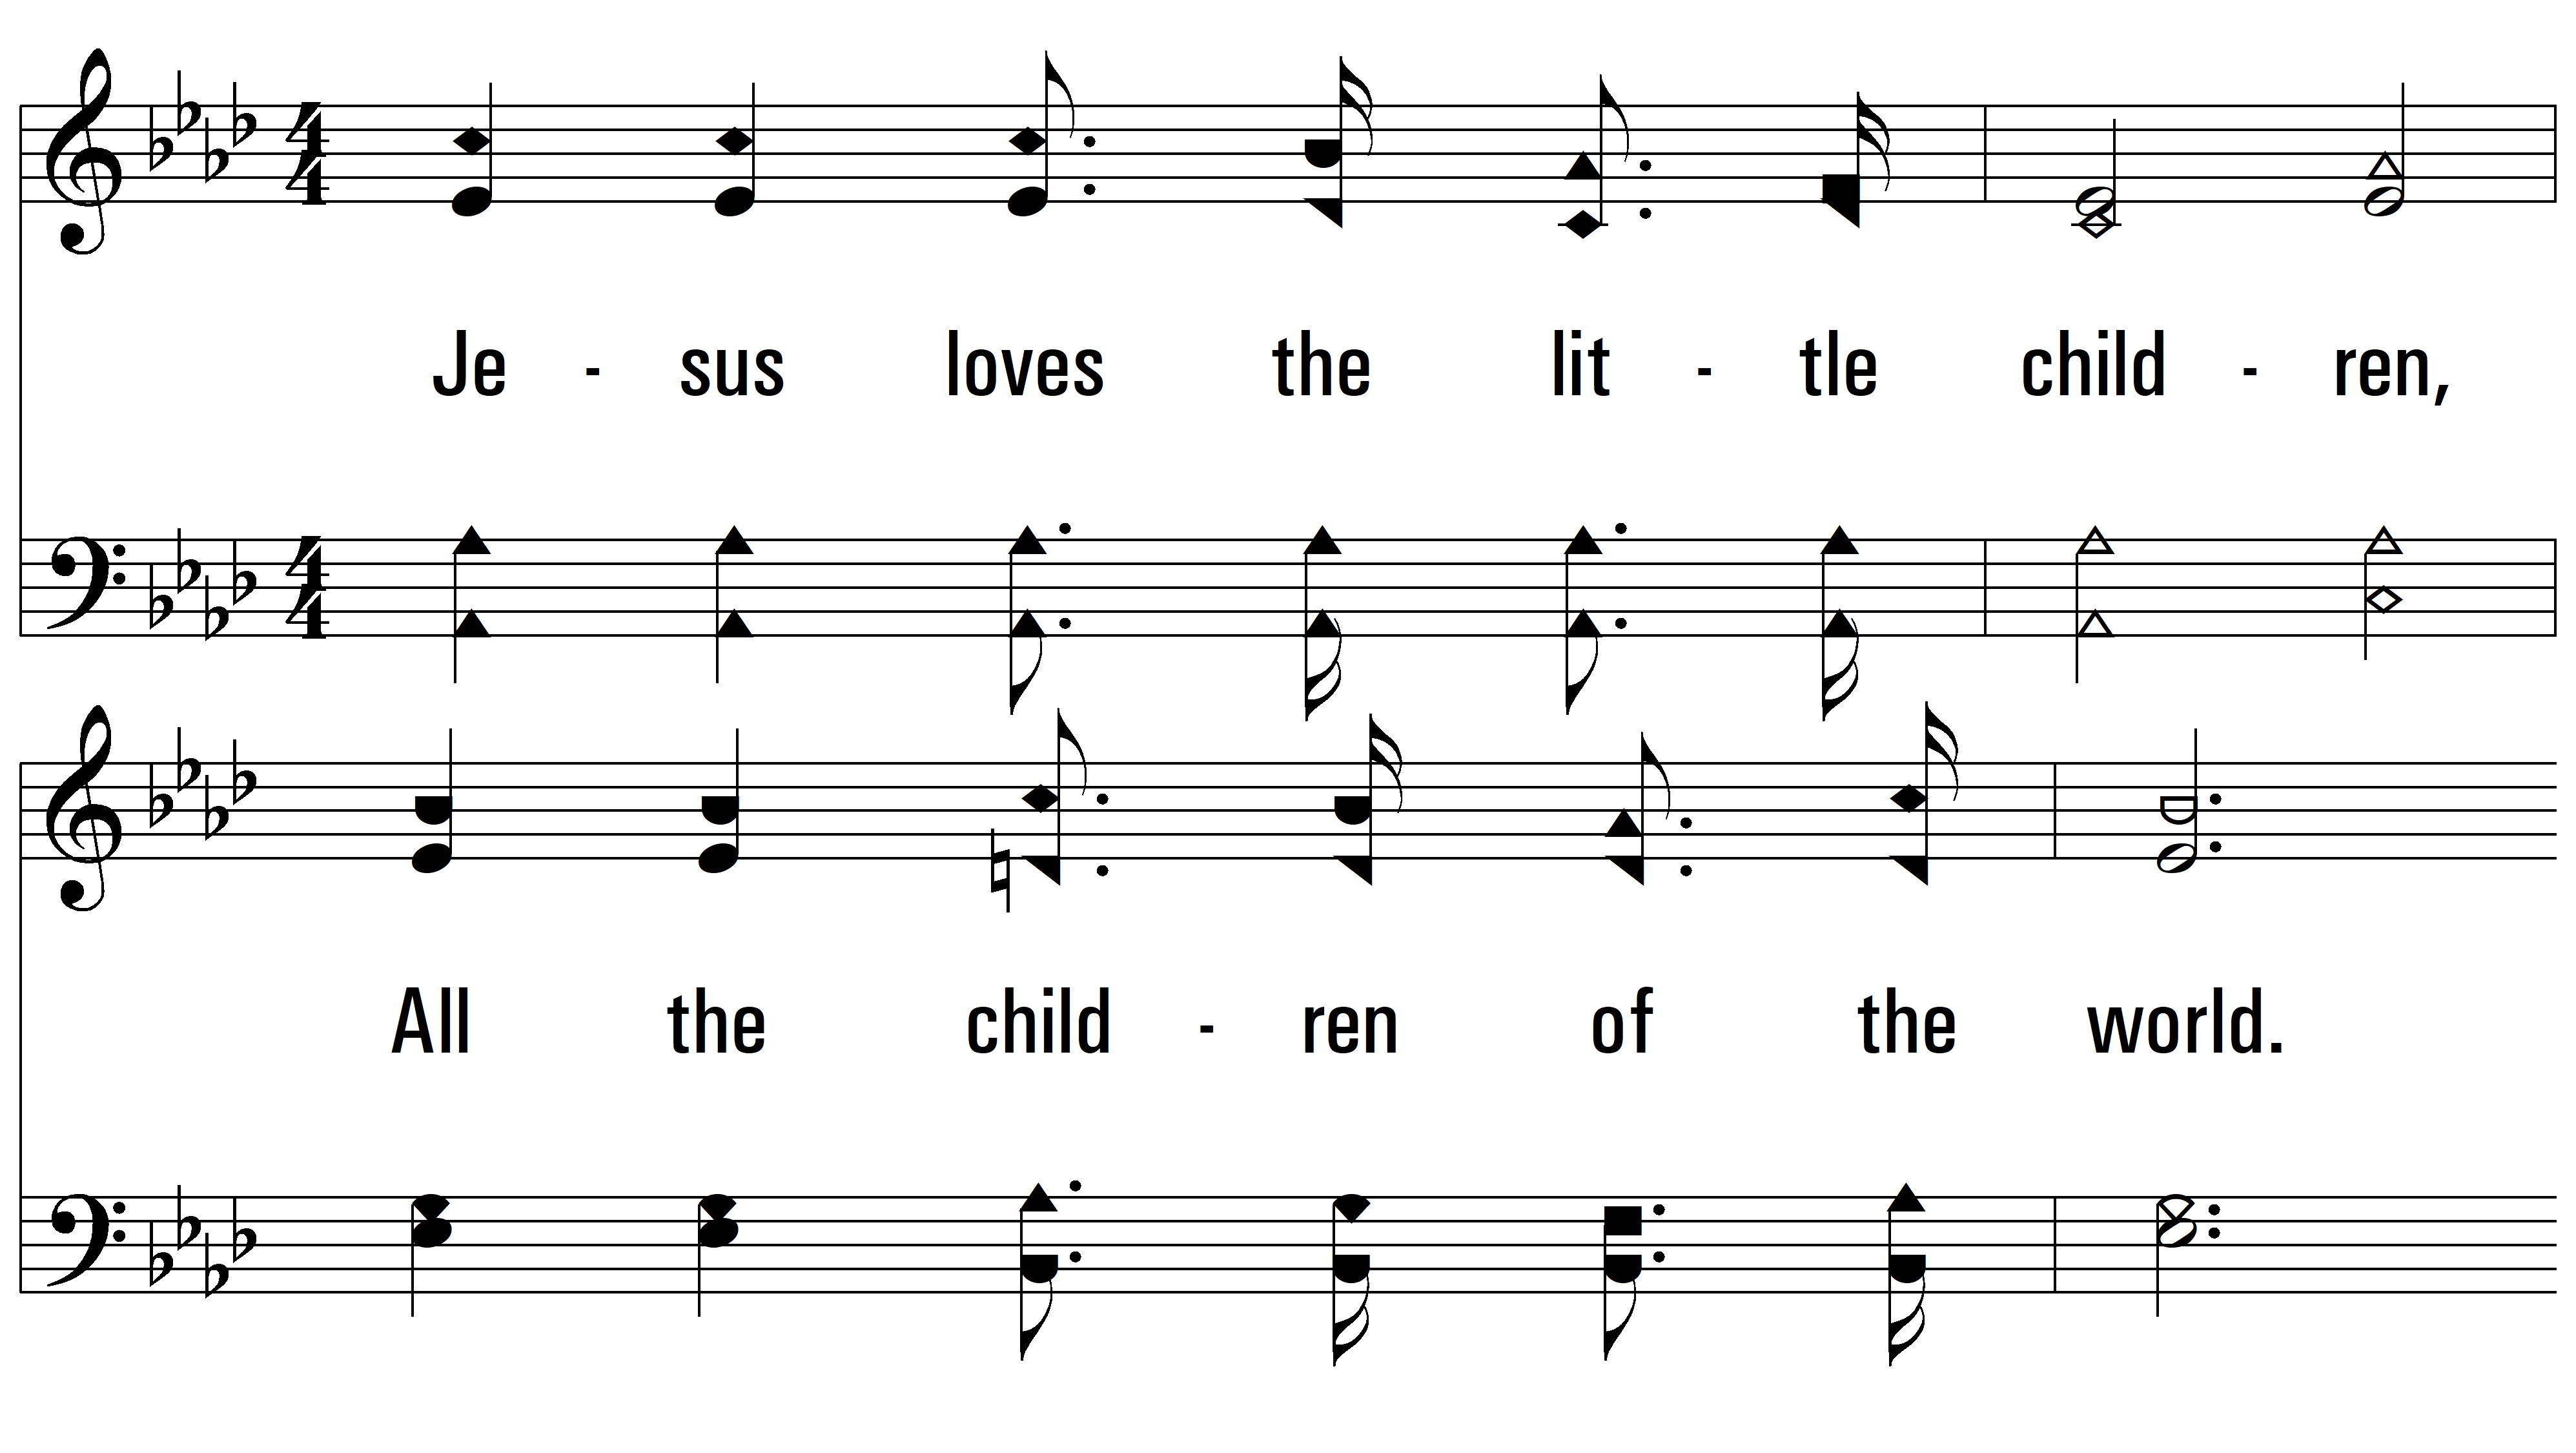 Je - sus loves the lit - tle child - ren,
All the child - ren of the world.